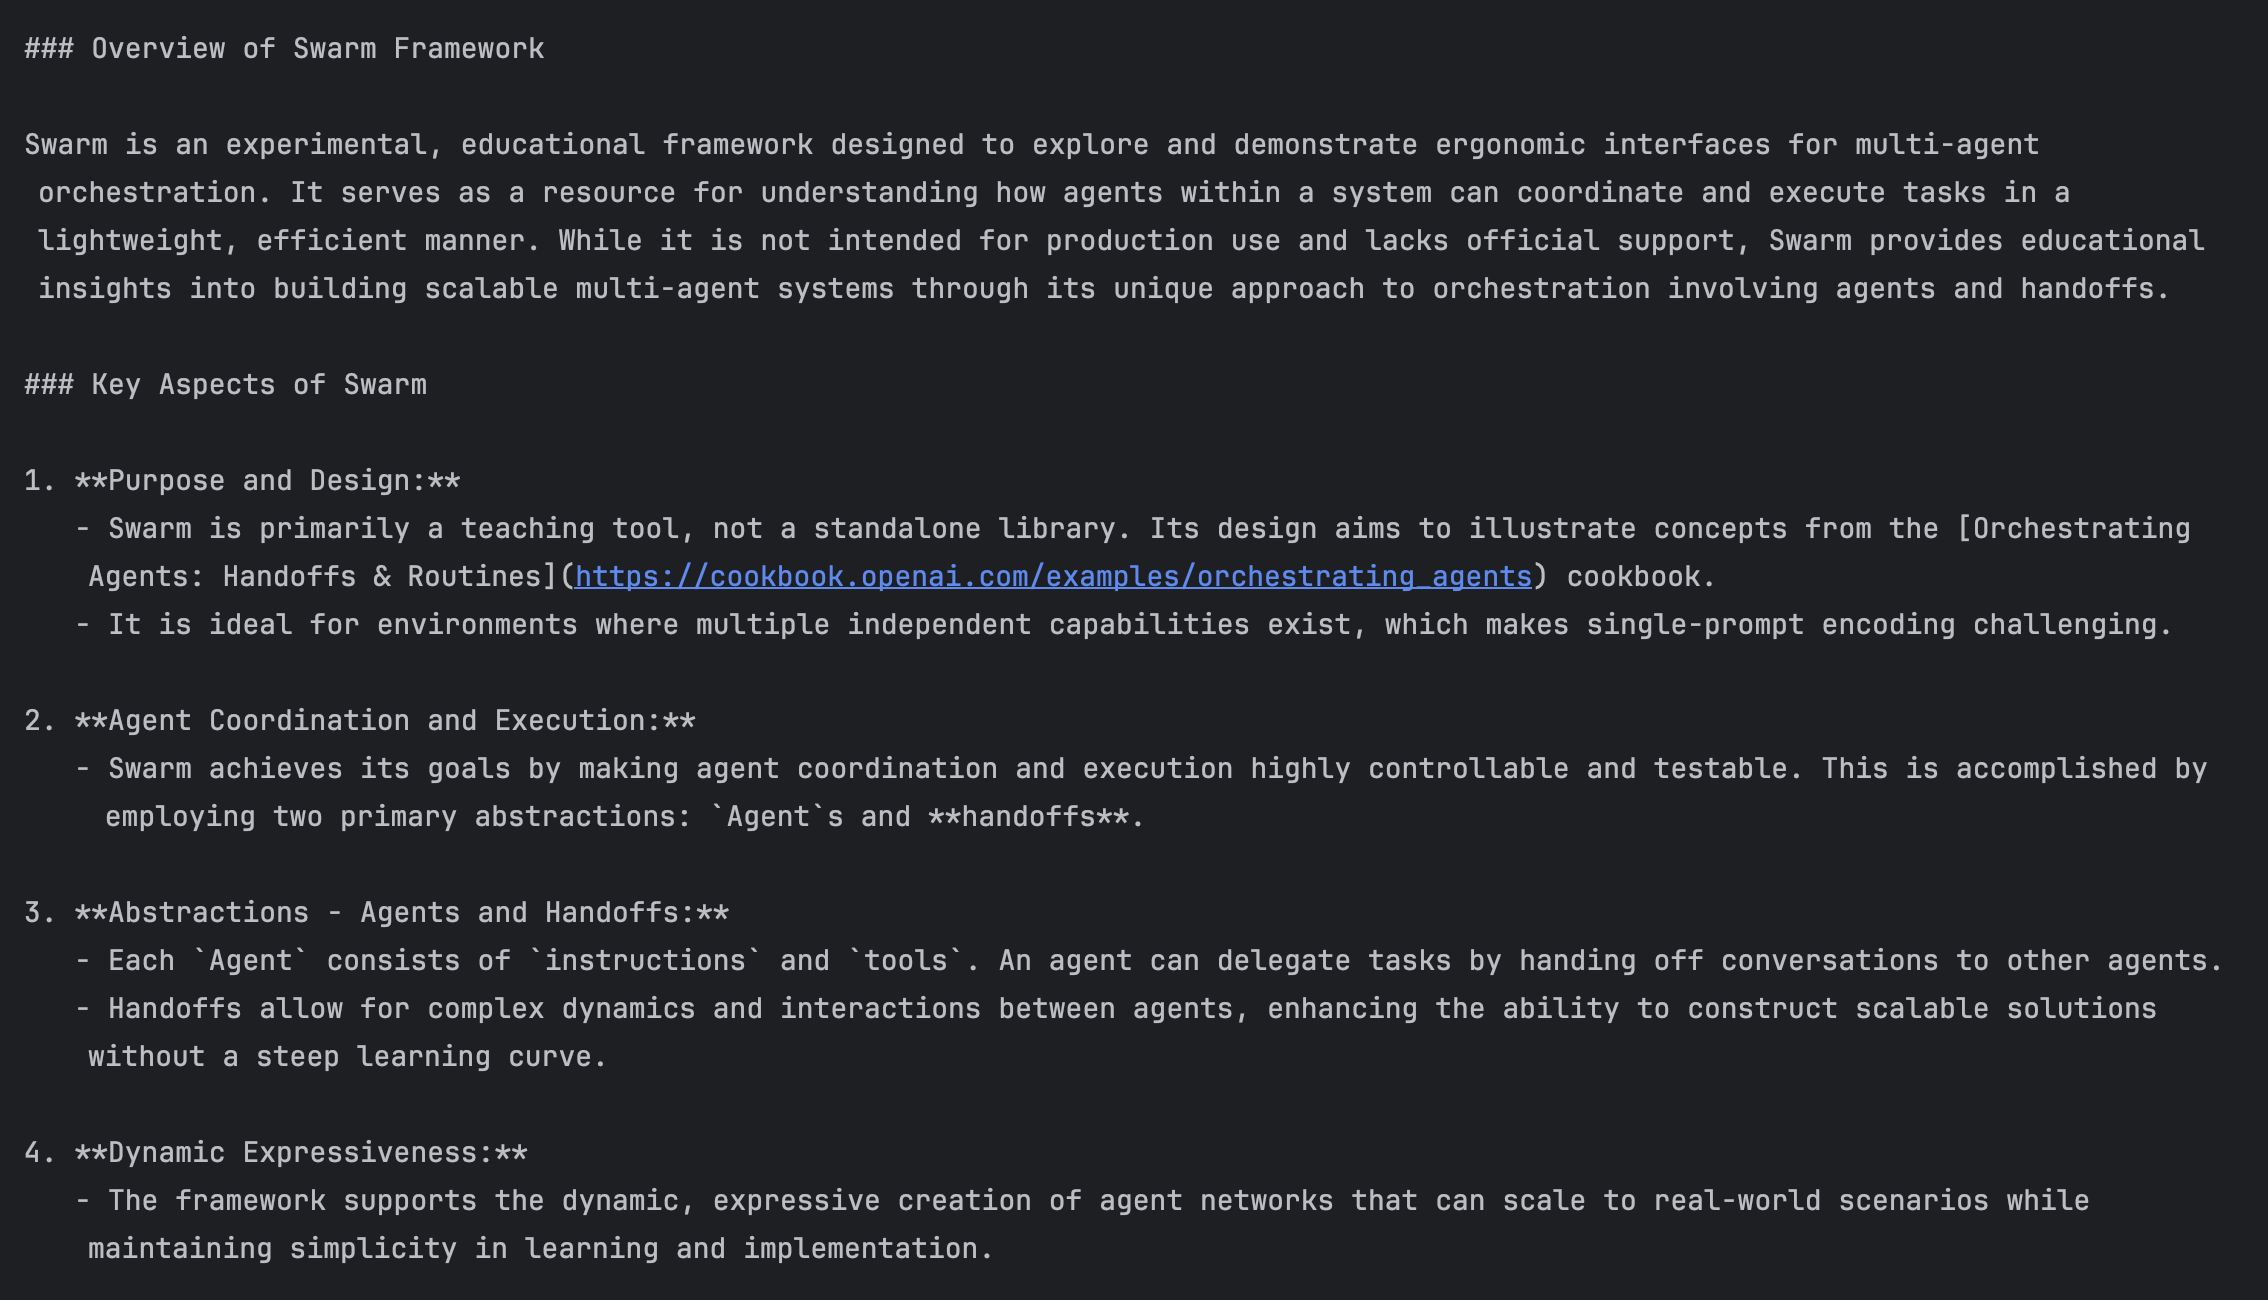 ### Overview of Swarm Framework
Swarm is an experimental, educational framework designed to explore and demonstrate ergonomic interfaces for multi-agent
orchestration. It serves as a resource for understanding how agents within a system can coordinate and execute tasks in a
lightweight, efficient manner. While it is not intended for production use and lacks official support, Swarm provides educational
insights into building scalable multi-agent systems through its unique approach to orchestration involving agents and handoffs.
### Key Aspects of Swarm
1. **Purpose and Design:**
- Swarm is primarily a teaching tool, not a standalone library. Its design aims to illustrate concepts from the [Orchestrating
Agents: Handoffs & Routines](https://cookbook.openai.com/examples/orchestrating_agents) cookbook.
- It is ideal for environments where multiple independent capabilities exist, which makes single-prompt encoding challenging.
2. **Agent Coordination and Execution:**
- Swarm achieves its goals by making agent coordination and execution highly controllable and testable. This is accomplished by
employing two primary abstractions: `Agent`s and **handoffs**.
3. **Abstractions - Agents and Handoffs:**
- Each `Agent` consists of `instructions` and `tools`. An agent can delegate tasks by handing off conversations to other agents.
- Handoffs allow for complex dynamics and interactions between agents, enhancing the ability to construct scalable solutions
without a steep learning curve.
4. **Dynamic Expressiveness:**
- The framework supports the dynamic, expressive creation of agent networks that can scale to real-world scenarios while
maintaining simplicity in learning and implementation.